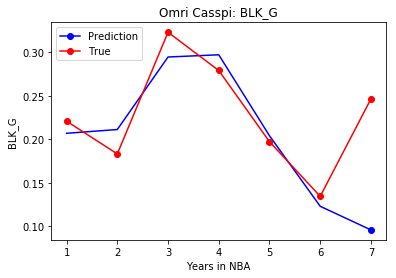 Omri Casspi: BLK_G
Prediction
True
0.30
0.25
0.20
0.15
0.10
BLK_G
1 2 3 4 5 6 7
Years in NBA